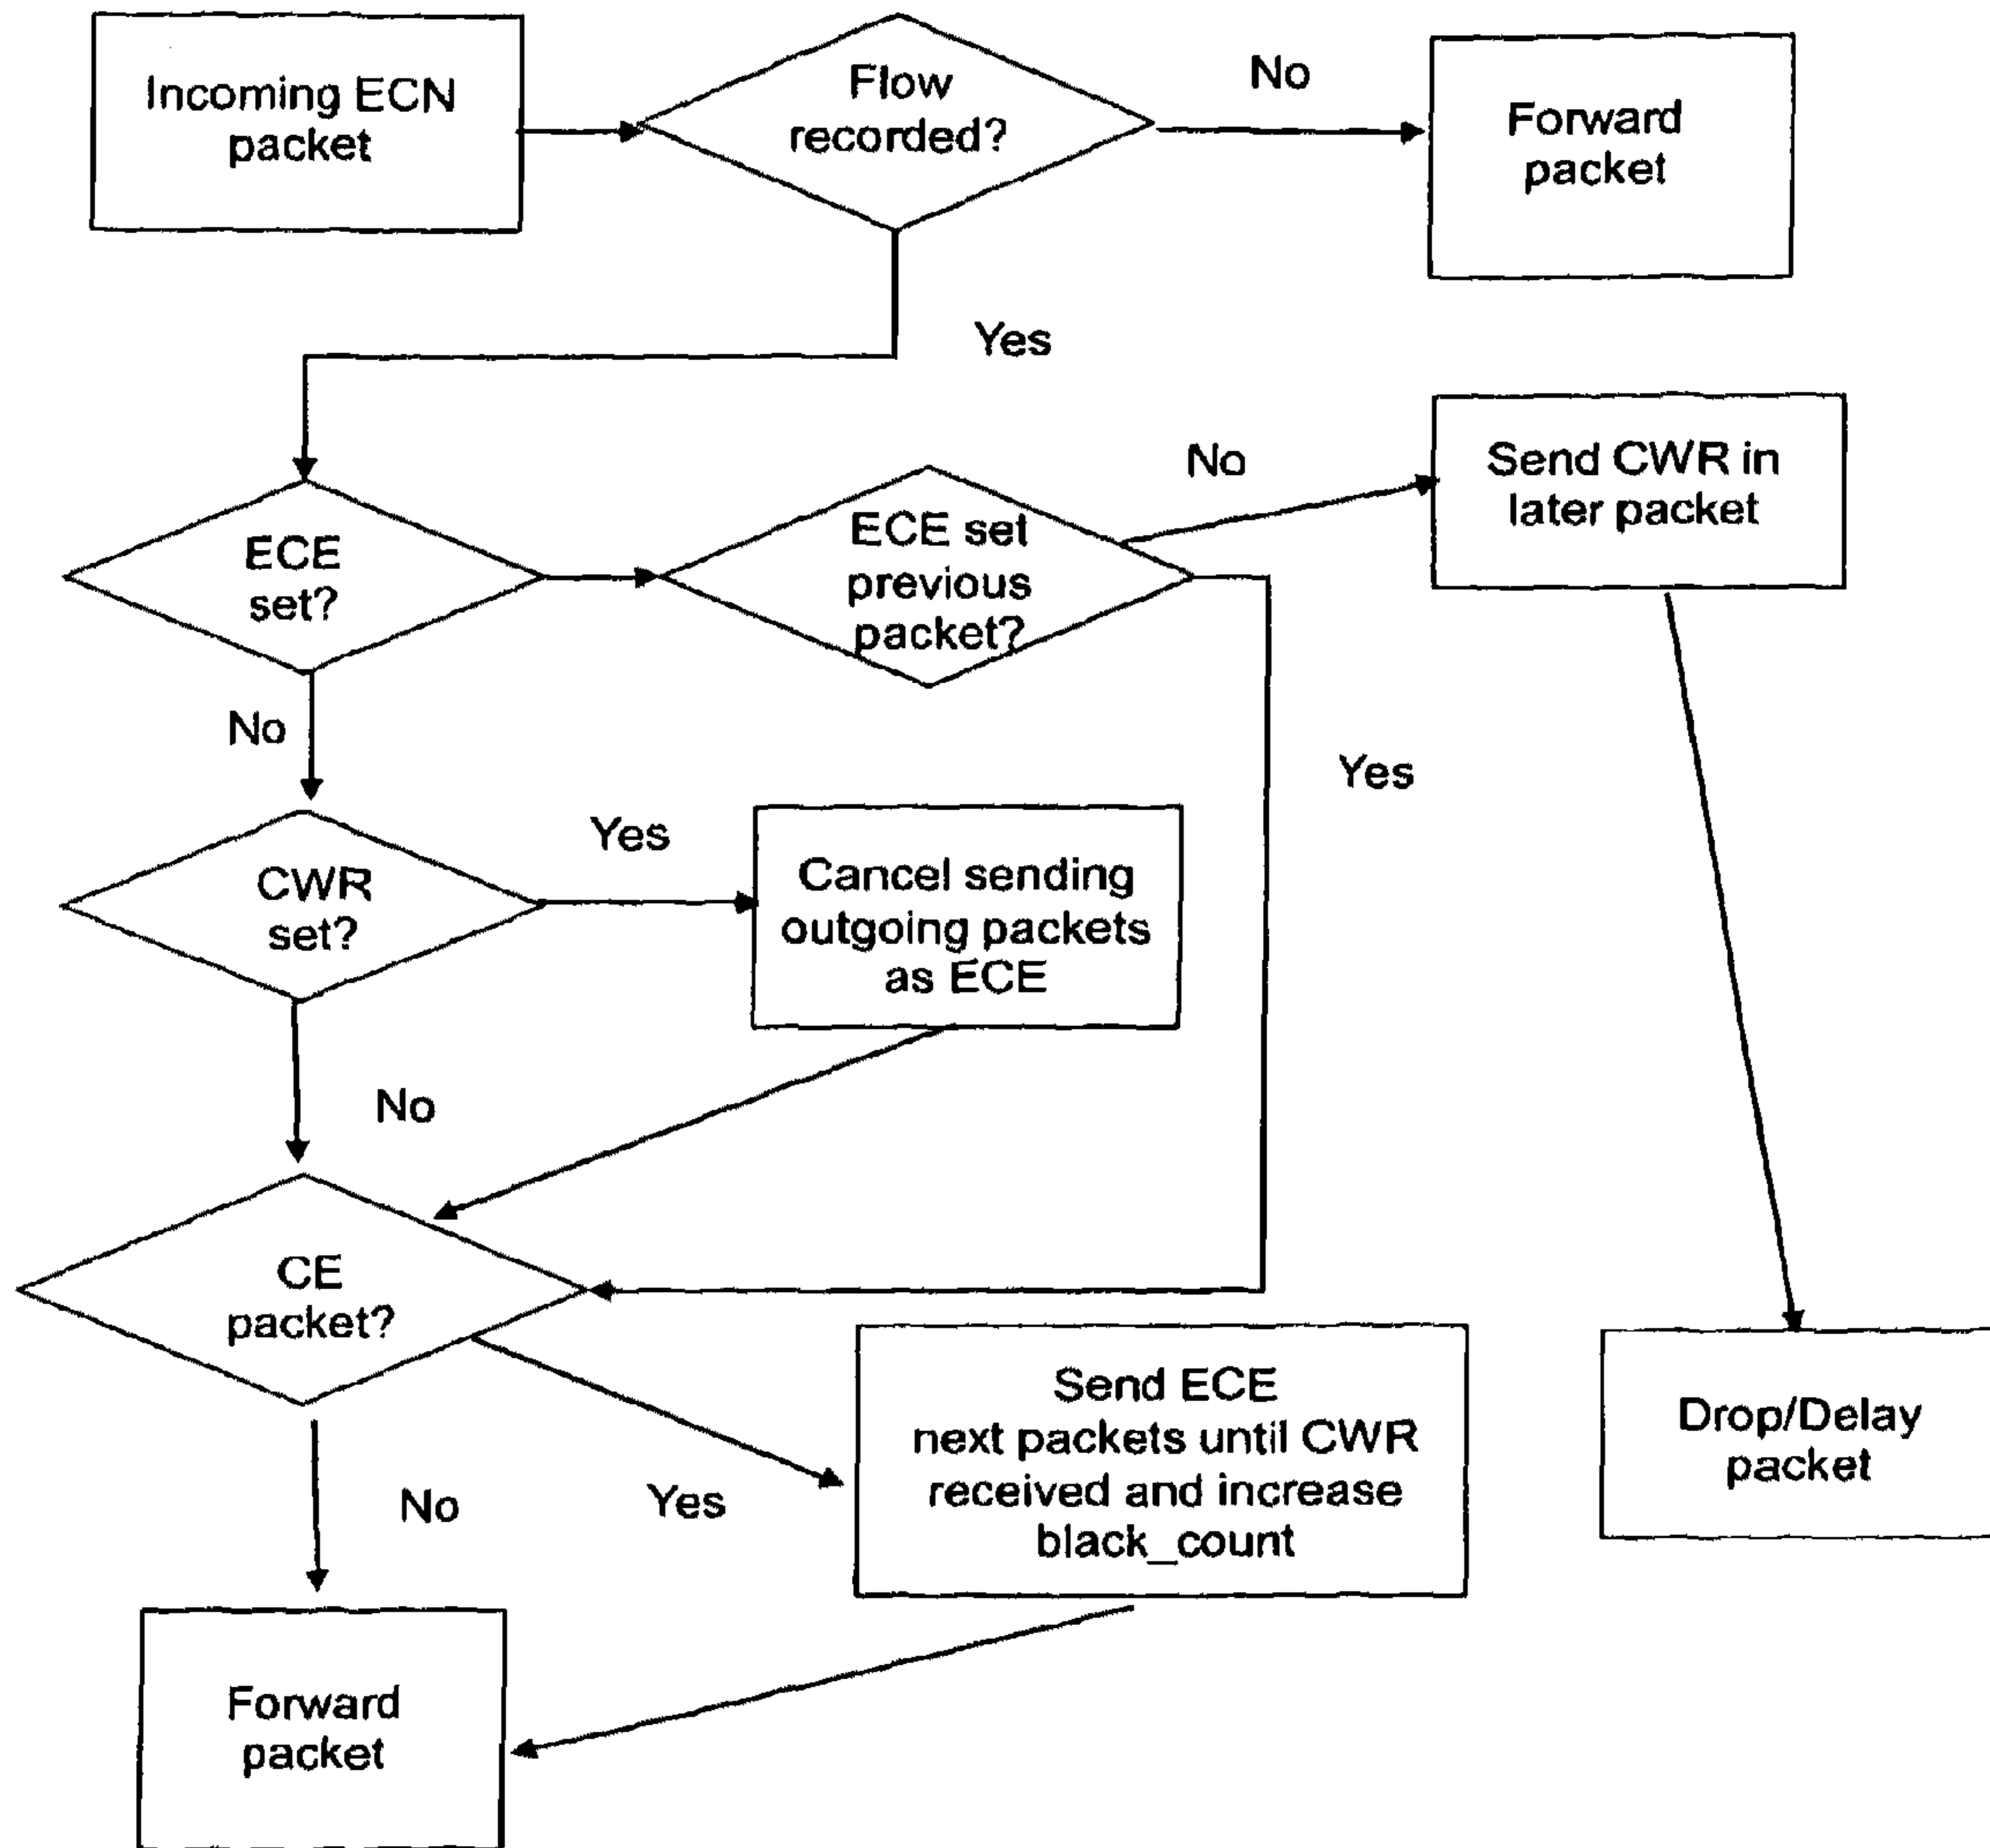 Incoming ECN
packet
Flow
recorded?
No
Forward
packet
Yes
ECE
set?
ECE set
previous
packet?
No
Send CWR in
later packet
No
Yes
CWR
set?
Yes
Cancel sending
outgoing packets
as ECE
No
CE
packet?
Send ECE
next packets until CWR
received and increase
black_count
Drop/Delay
packet
No
Yes
Forward
packet